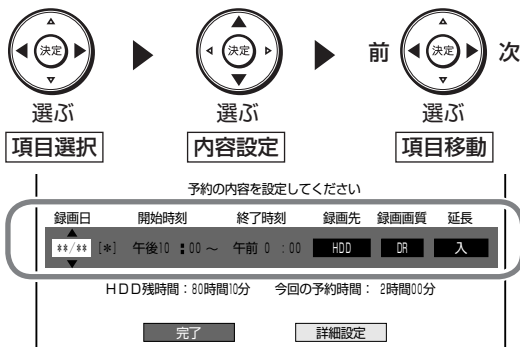 決定 決定 前 決定 次
選ぶ 選ぶ 選ぶ
項目選択 内容設定 項目移動
予約の内容を設定してください
録画日 開始時刻 終了時刻 録画先 録画画質 延長
**/** [*] 午後10:00～ 午前 0:00 HDD DR 入
HDD残時間：80時間10分 今回の予約時間： 2時間00分
完了 詳細設定